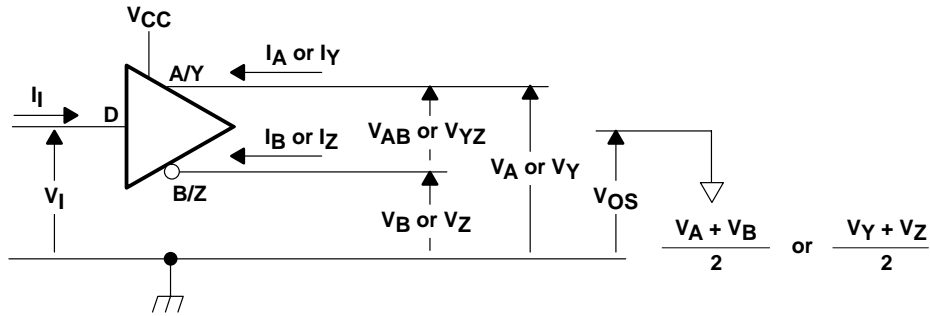 VCC
IA or IY
A/Y
II
D
IB or IZ
VAB or VYZ
VA or VY
VI
B/Z
VOS
VB or VZ
VA + VB
2
or
VY + VZ
2